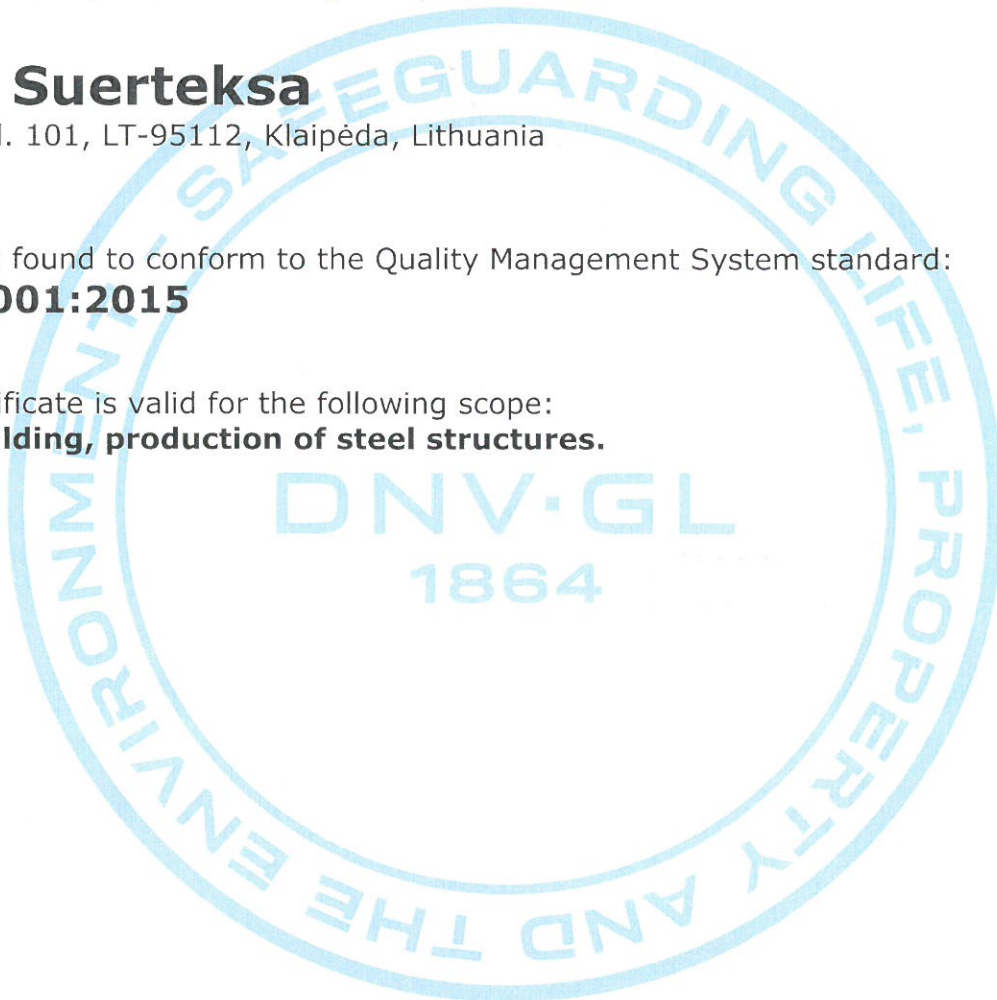 Suerteksa
l. 101, LT-95112, Klaipėda, Lithuania
found to conform to the Quality Management System standard:
001:2015
ificate is valid for the following scope:
lding, production of steel structures.
SAFEGUARDING LIFE, PROPERTY AND THE ENVIRONMENT -
DNV·GL
1864